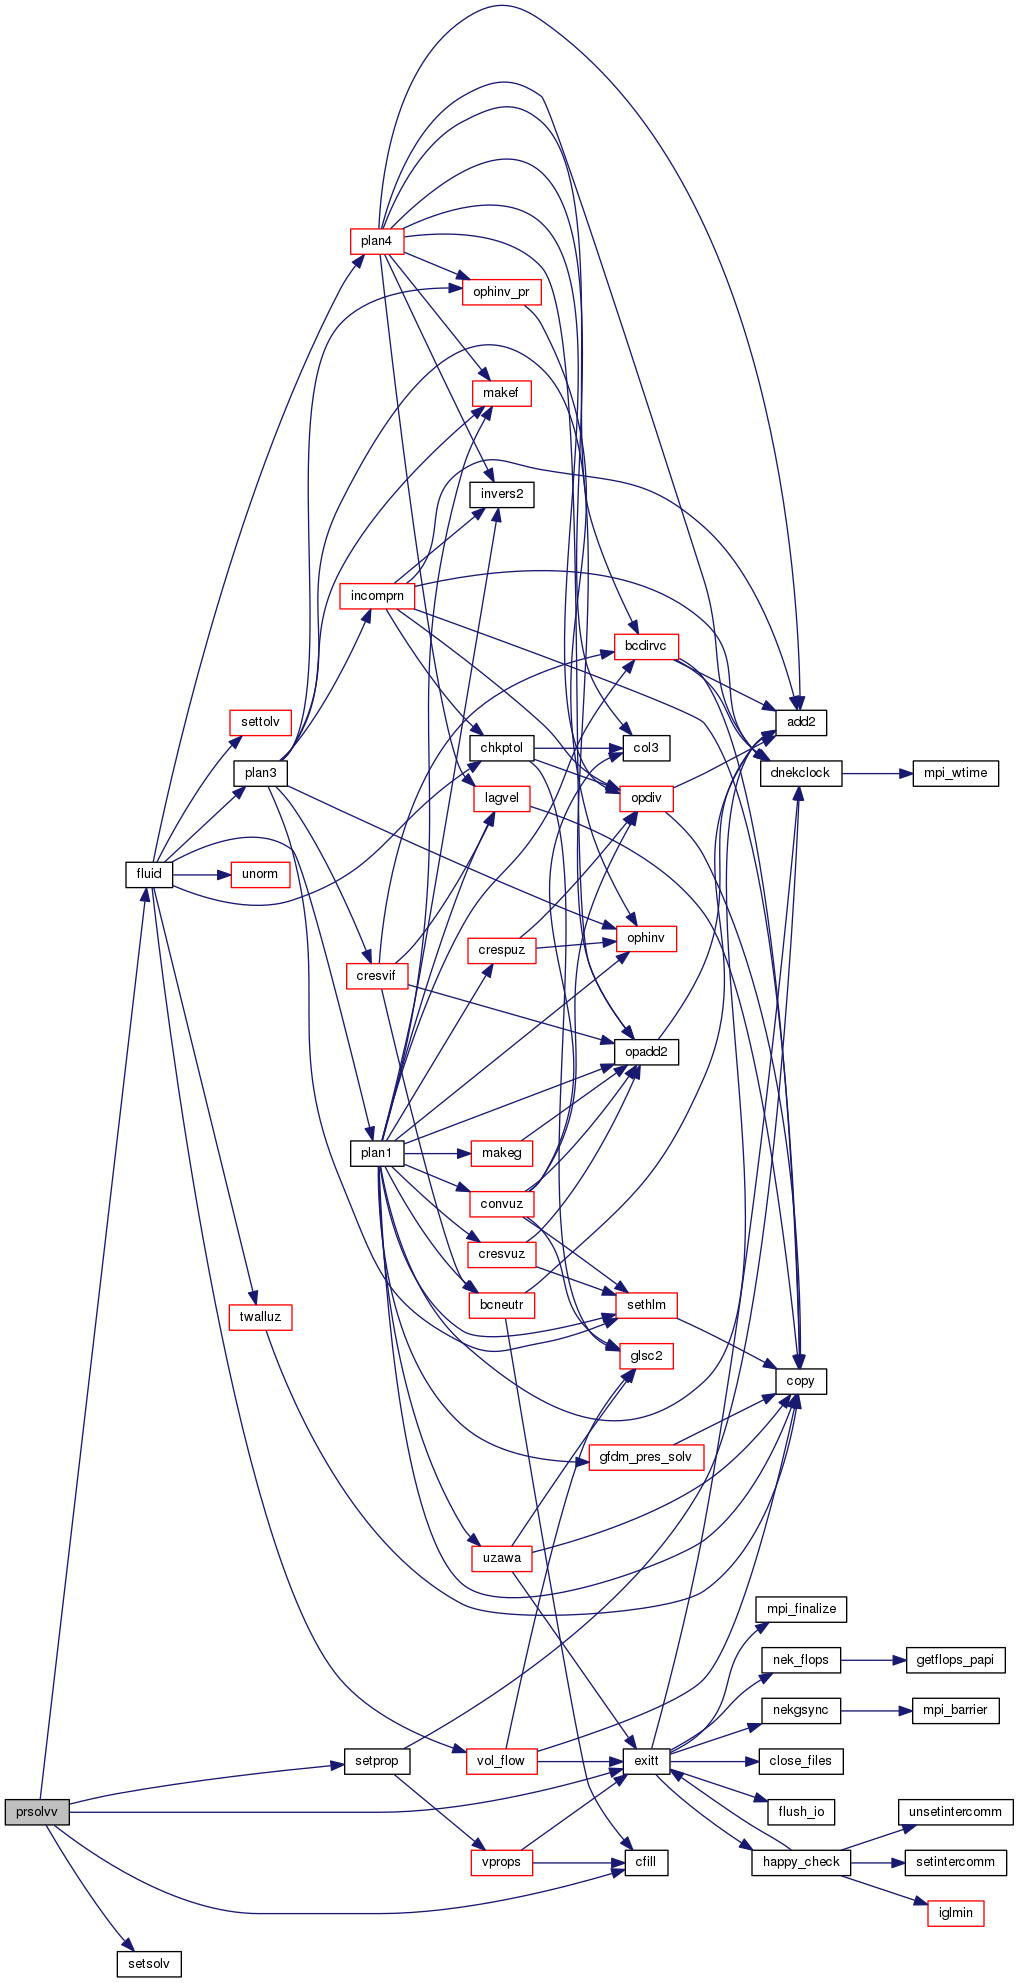 plan4
ophinv_pr
makef
invers2
incomprn
bcdirvc
settolv
add2
chkptol
col3
plan3
dnekclock
mpi_wtime
lagvel
opdiv
fluid
unorm
ophinv
crespuz
cresvif
opadd2
plan1
makeg
convuz
cresvuz
bcneutr
sethlm
twalluz
glsc2
copy
gfdm_pres_solv
uzawa
mpi_finalize
nek_flops
getflops_papi
nekgsync
mpi_barrier
setprop
vol_flow
exitt
close_files
prsolvv
flush_io
unsetintercomm
vprops
cfill
happy_check
setintercomm
iglmin
setsolv